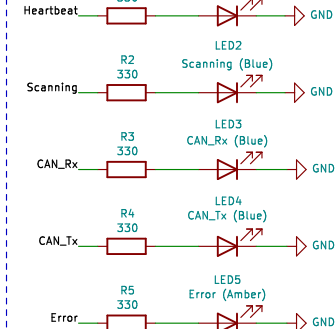 Heartbeat
GND
R2
330
LED2
Scanning (Blue)
Scanning
GND
R3
330
LED3
CAN_Rx (Blue)
CAN_Rx
GND
R4
330
LED4
CAN_Tx (Blue)
CAN_Tx
GND
R5
330
LED5
Error (Amber)
Error
GND